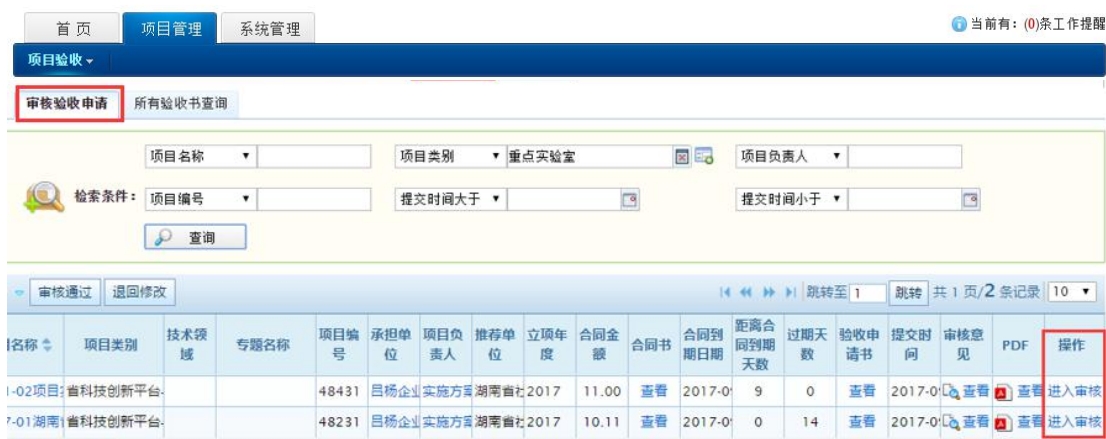 首页 项目管理 系统管理 当前有：(0)条工作提醒
项目验收
审核验收申请 所有验收书查询
项目名称 项目类别 重点实验室 项目负责人
检索条件： 项目编号 提交时间大于 提交时间小于
查询
审核通过 退回修改 跳转至 1 跳转 共 1 页/2 条记录 10
名称 项目类别 技术领域 专题名称 项目编号 承担单位 项目负责人 推荐单位 立项年度 合同金额 合同书 合同到期日期 距离合同到期天数 过期天数 验收申请书 提交时间 审核意见 PDF 操作
-02项目 省科技创新平台 48431 吕杨企业 实施方案 湖南省社 2017 11.00 查看 2017-0 9 0 查看 2017-0 查看 查看 进入审核
-01湖南 省科技创新平台 48231 吕杨企业 实施方案 湖南省社 2017 10.11 查看 2017-0 0 14 查看 2017-0 查看 查看 进入审核